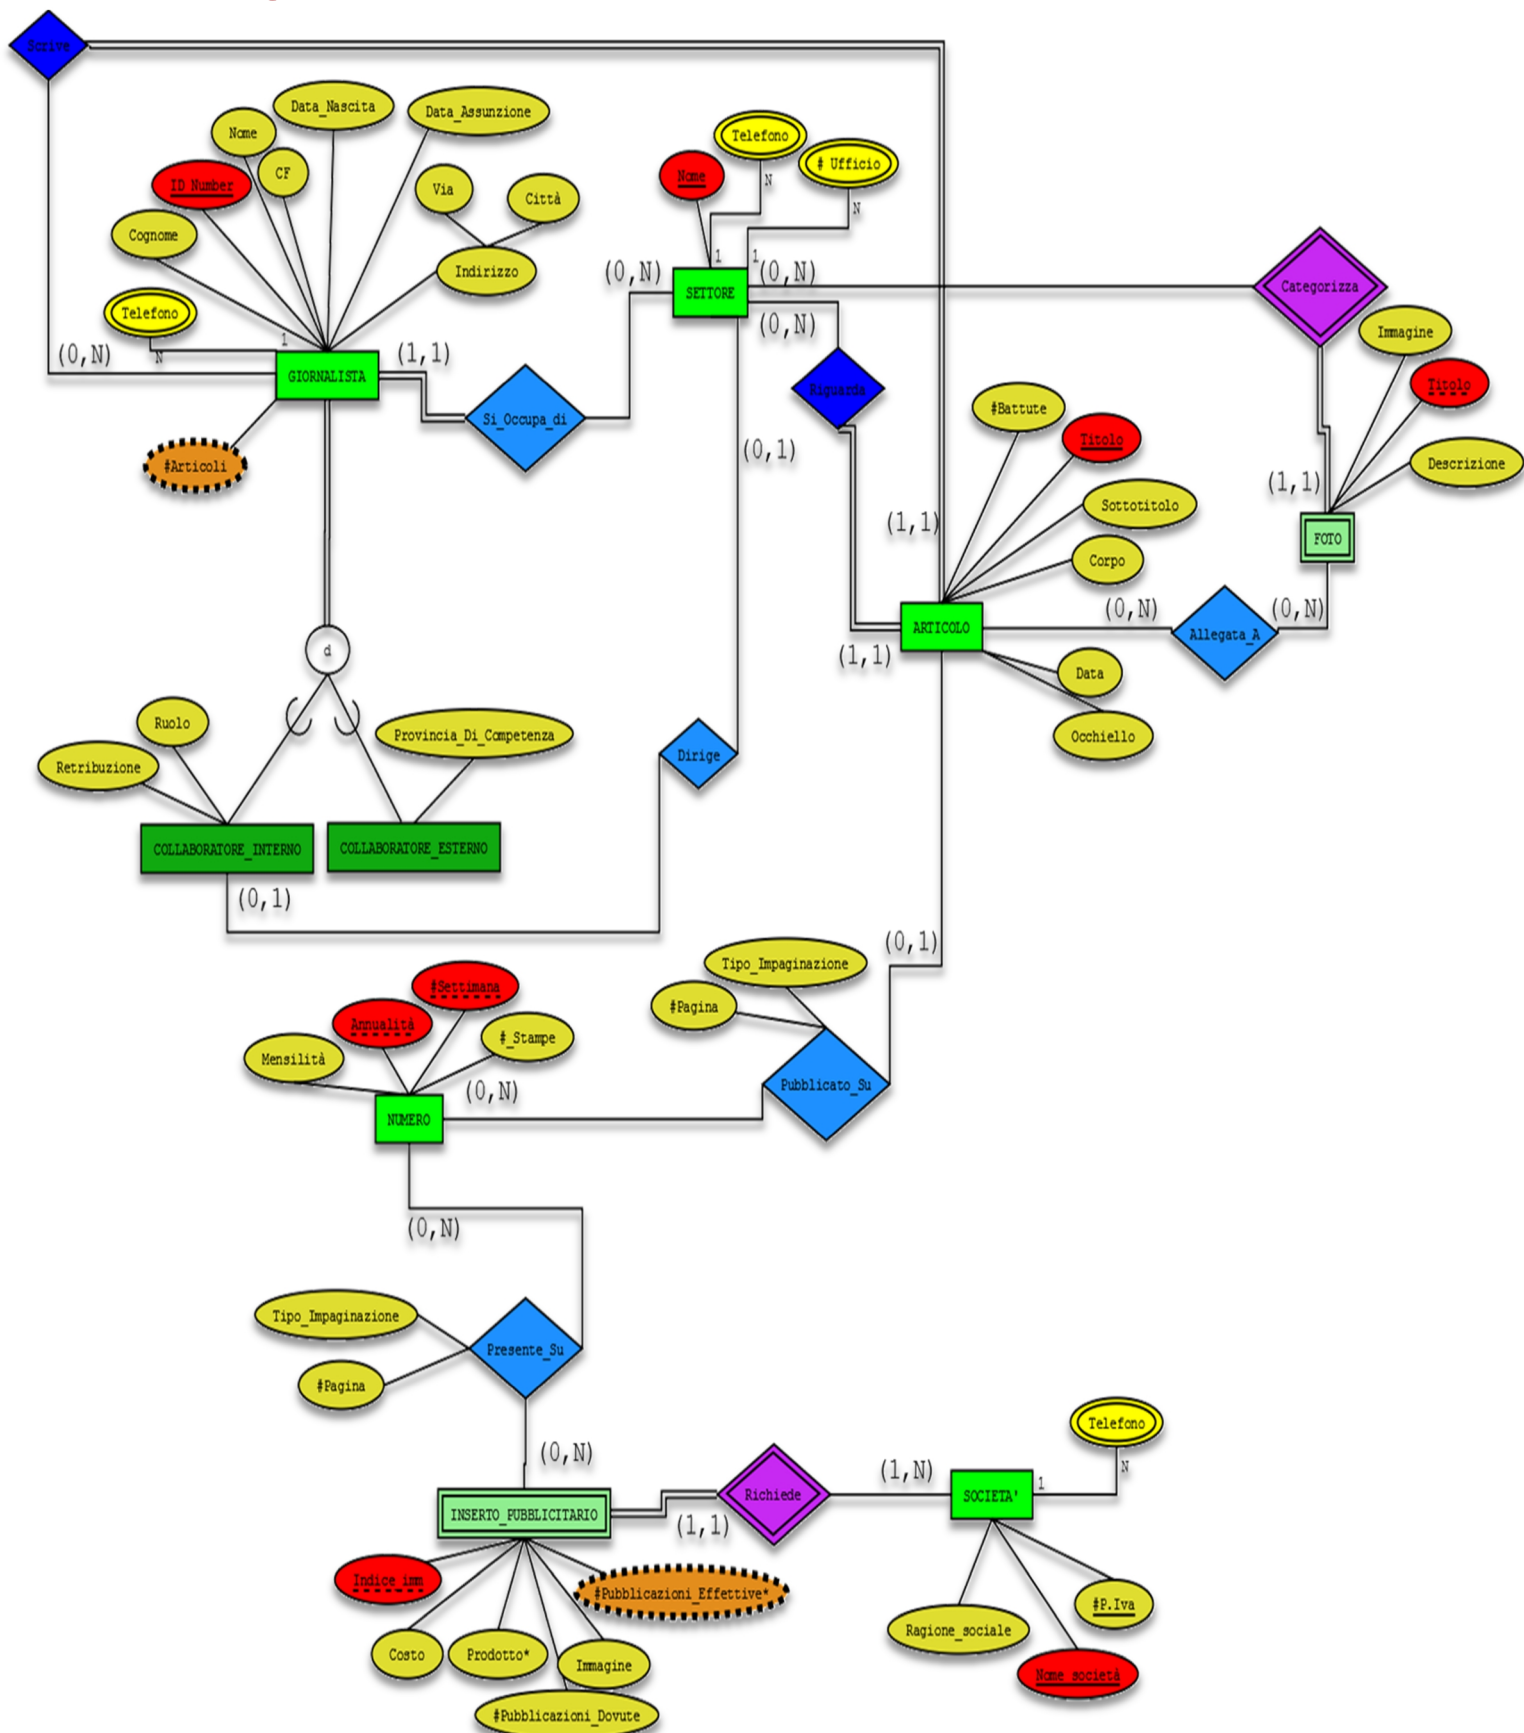 Scrive
Data_Nascita
Data_Assunzione
Nome
CF
ID Number
Cognome
Telefono
N
1
Via
Città
Indirizzo
(0,N)
GIORNALISTA
(1,1)
#Articoli
Si_Occupa_di
Nome
Telefono
N
# Ufficio
N
1
1
(0,N)
SETTORE
(0,N)
(0,N)
Categorizza
Riguarda
(0,1)
Immagine
Titolo
Descrizione
(1,1)
FOTO
#Battute
Titolo
Sottotitolo
Corpo
(1,1)
ARTICOLO
(1,1)
(0,N)
Allegata_A
(0,N)
Data
Occhiello
d
Ruolo
Retribuzione
Provincia_Di_Competenza
Dirige
COLLABORATORE_INTERNO
COLLABORATORE_ESTERNO
(0,1)
(0,1)
Tipo_Impaginazione
#Pagina
Pubblicato_Su
#Settimana
Annualità
Mensilità
#_Stampe
(0,N)
NUMERO
(0,N)
Tipo_Impaginazione
Presente_Su
#Pagina
(0,N)
INSERTO_PUBBLICITARIO
(1,1)
Richiede
(1,N)
SOCIETA'
1
N
Telefono
Indice imm
#Pubblicazioni_Effettive*
Costo
Prodotto*
Immagine
#Pubblicazioni_Dovute
#P.Iva
Ragione_sociale
Nome società